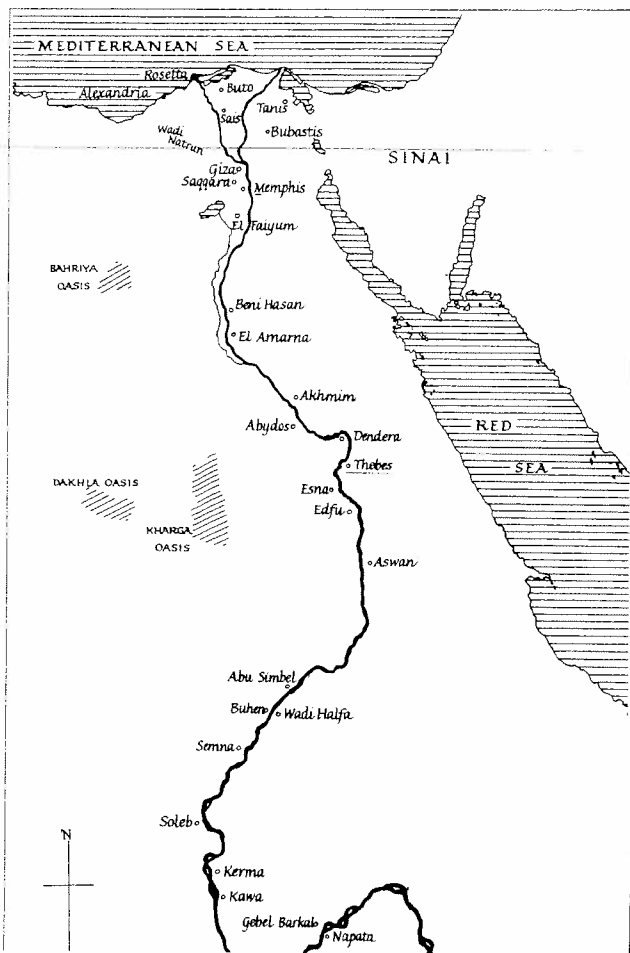 MEDITERRANEAN SEA
Rosetta
Alexandria
Buto
Sais
Tanis
Bubastis
Wadi
Natrun
SINAI
Giza
Saqqara
Memphis
El Faiyum
BAHRIYA
OASIS
Beni Hasan
El Amarna
Akhmim
Abydos
Dendera
RED
SEA
Thebes
Esna
Edfu
DAKHLA OASIS
KHARGA
OASIS
Aswan
Abu Simbel
Buhen
Wadi Halfa
Semna
Soleb
N
Kerma
Kawa
Gebel Barkal
Napata